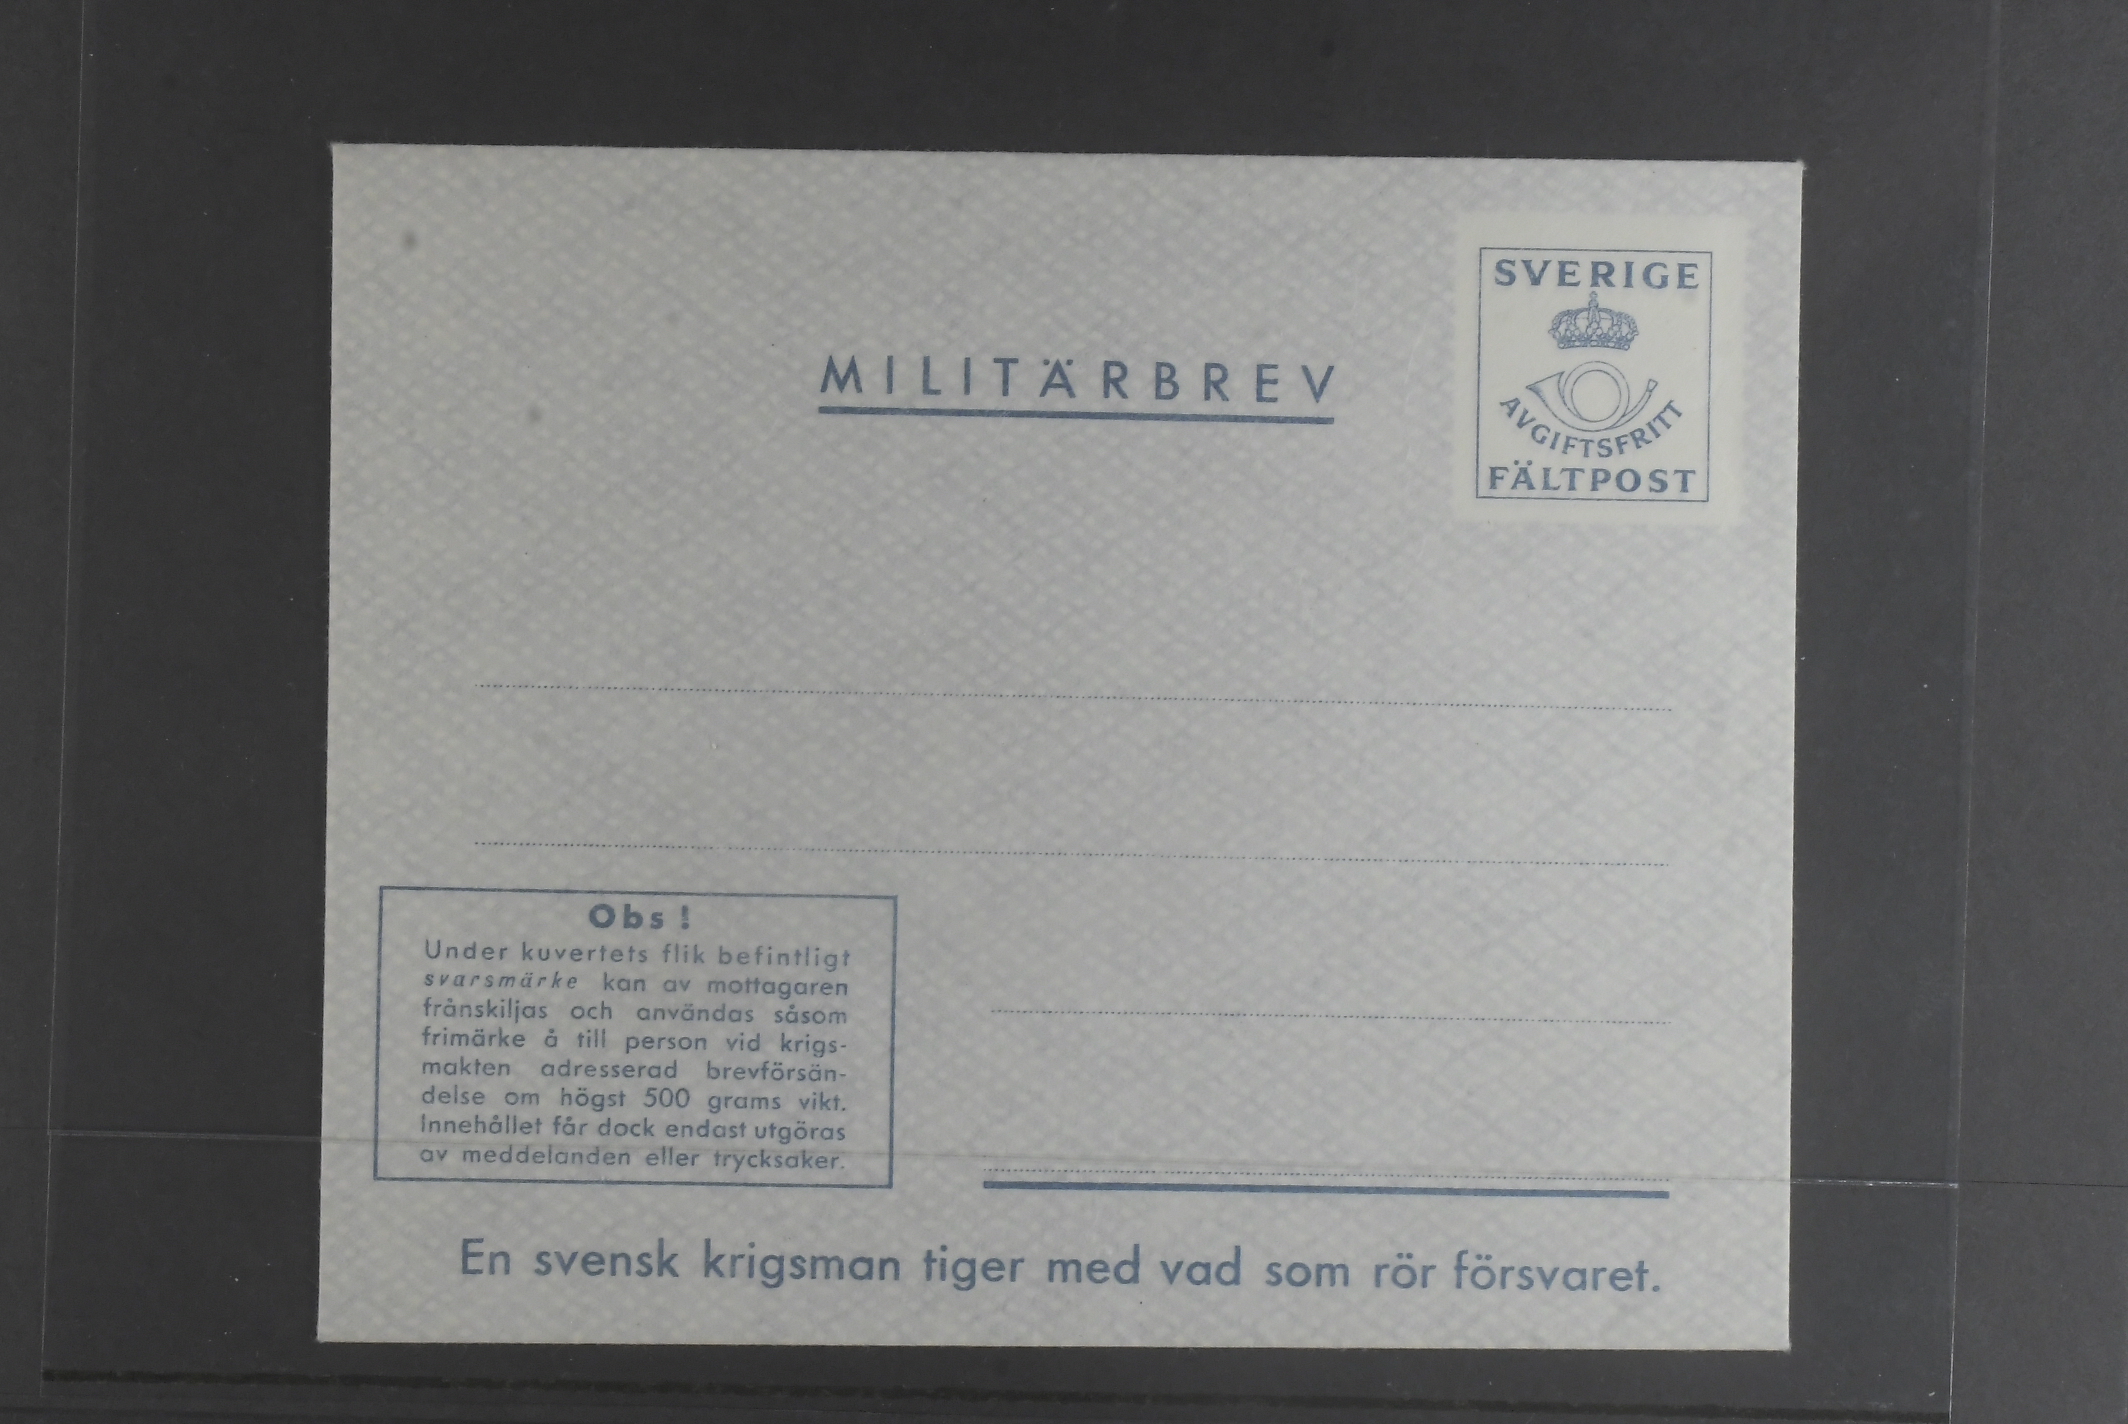 SVERIGE
MILITÄRBREV
AVGIFTSFRITT
FÄLTPOST
Obs !
Under kuvertets flik befintligt
svarsmärke kan av mottagaren
frånskiljas och användas såsom
frimärke å till person vid krigs-
makten adresserad brevförsän-
delse om högst 500 grams vikt.
Innehållet får dock endast utgöras
av meddelanden eller trycksaker.
En svensk krigsman tiger med vad som rör försvaret.